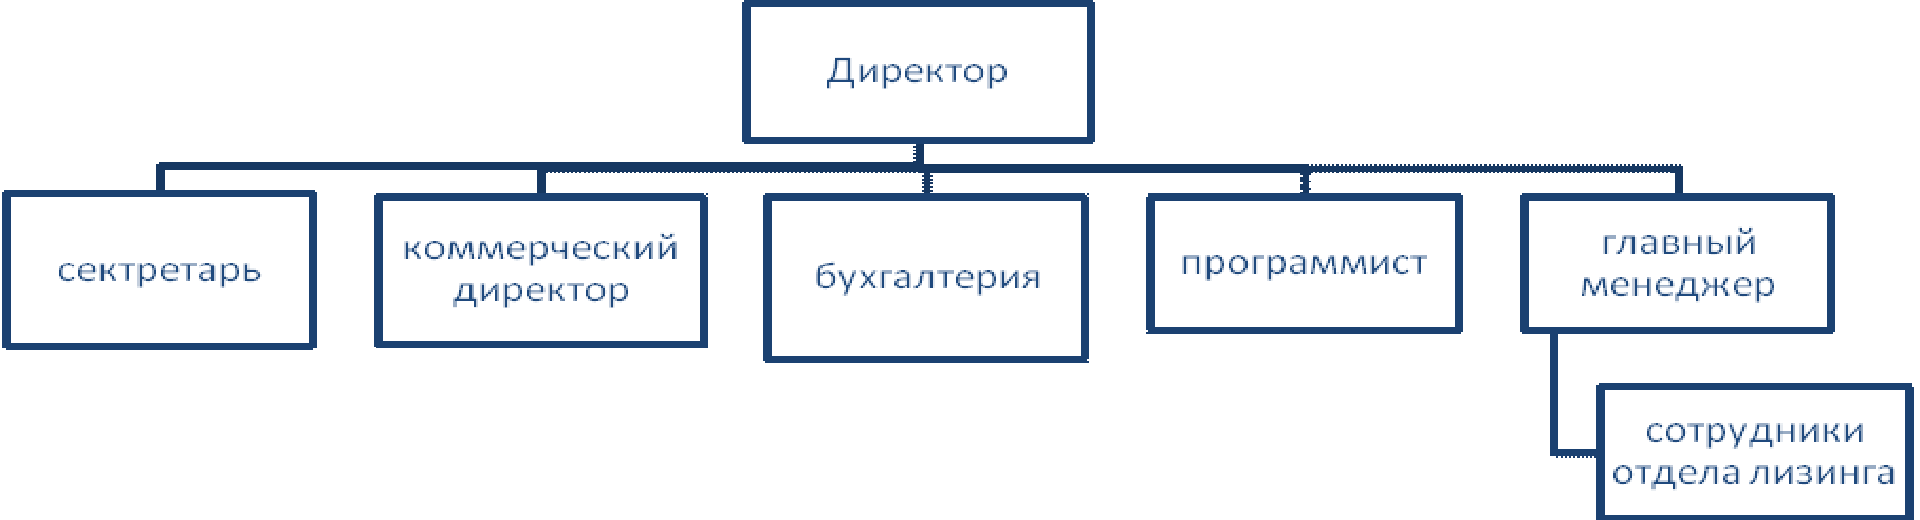 Директор
сектретарь
коммерческий
директор
бухгалтерия
программист
главный
менеджер
сотрудники
отдела лизинга